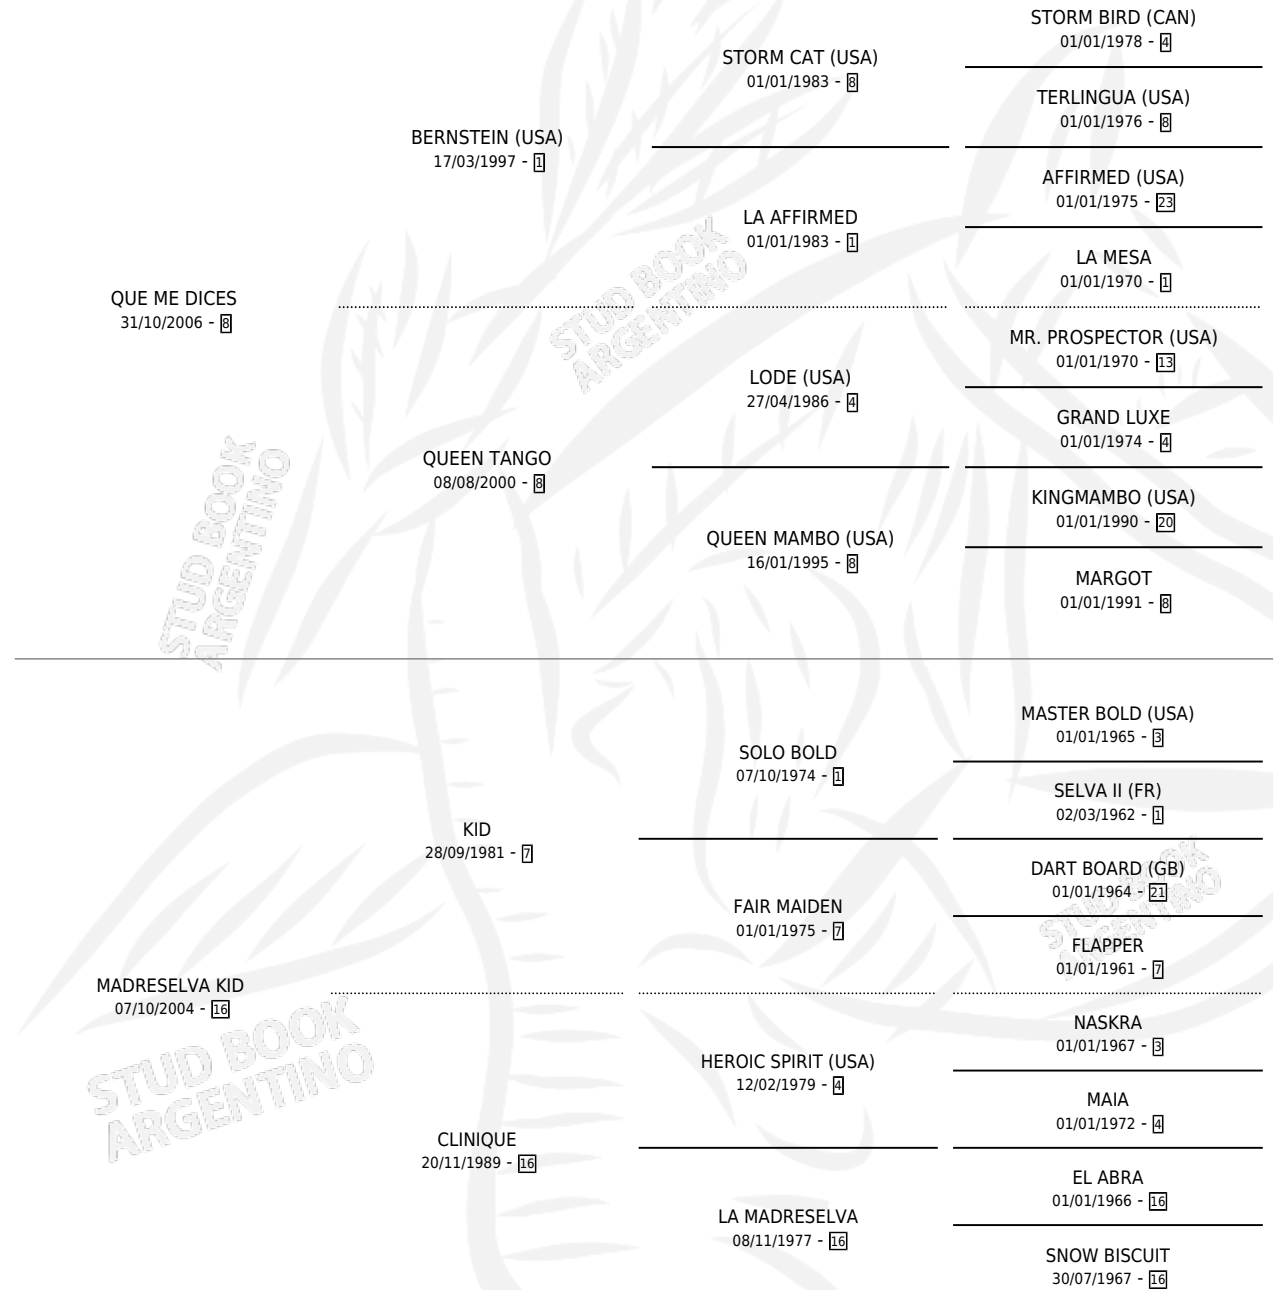 STORM BIRD (CAN)
01/01/1978 - 4
STORM CAT (USA)
01/01/1983 - 8
TERLINGUA (USA)
01/01/1976 - 8
BERNSTEIN (USA)
17/03/1997 - 1
AFFIRMED (USA)
01/01/1975 - 23
LA AFFIRMED
01/01/1983 - 1
LA MESA
01/01/1970 - 1
QUE ME DICES
31/10/2006 - 8
MR. PROSPECTOR (USA)
01/01/1970 - 13
LODE (USA)
27/04/1986 - 4
GRAND LUXE
01/01/1974 - 4
QUEEN TANGO
08/08/2000 - 8
KINGMAMBO (USA)
01/01/1990 - 20
QUEEN MAMBO (USA)
16/01/1995 - 8
MARGOT
01/01/1991 - 8
MASTER BOLD (USA)
01/01/1965 - 3
SOLO BOLD
07/10/1974 - 1
SELVA II (FR)
02/03/1962 - 1
KID
28/09/1981 - 7
DART BOARD (GB)
01/01/1964 - 21
FAIR MAIDEN
01/01/1975 - 7
FLAPPER
01/01/1961 - 7
MADRESELVA KID
07/10/2004 - 16
NASKRA
01/01/1967 - 3
HEROIC SPIRIT (USA)
12/02/1979 - 4
MAIA
01/01/1972 - 4
CLINIQUE
20/11/1989 - 16
EL ABRA
01/01/1966 - 16
LA MADRESELVA
08/11/1977 - 16
SNOW BISCUIT
30/07/1967 - 16
STUD BOOK
ARGENTINO
STUD BOOK
ARGENTINO
STUD BOOK
ARGENTINO
STUD BOOK
ARGENTINO